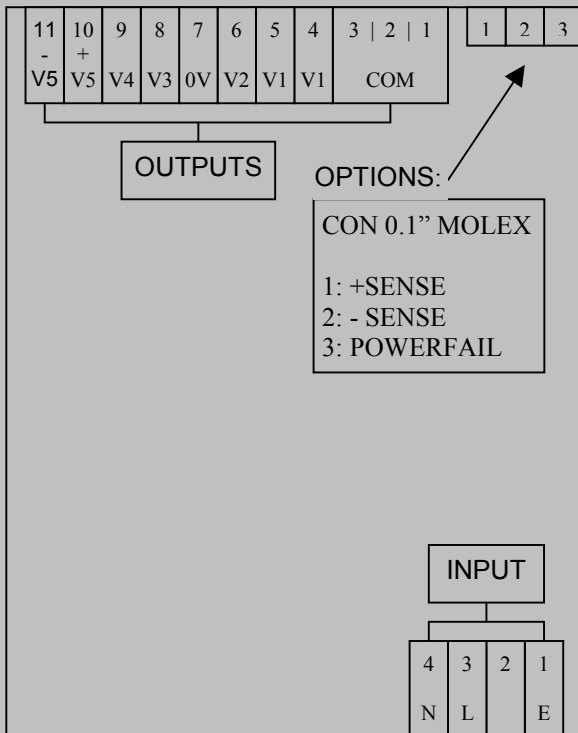 11 10 9 8 7 6 5 4 3 | 2 | 1 1 2 3
- +
V5 V5 V4 V3 0V V2 V1 V1 COM
OUTPUTS
OPTIONS:
CON 0.1” MOLEX
1: +SENSE
2: - SENSE
3: POWERFAIL
INPUT
4 3 2 1
N L E